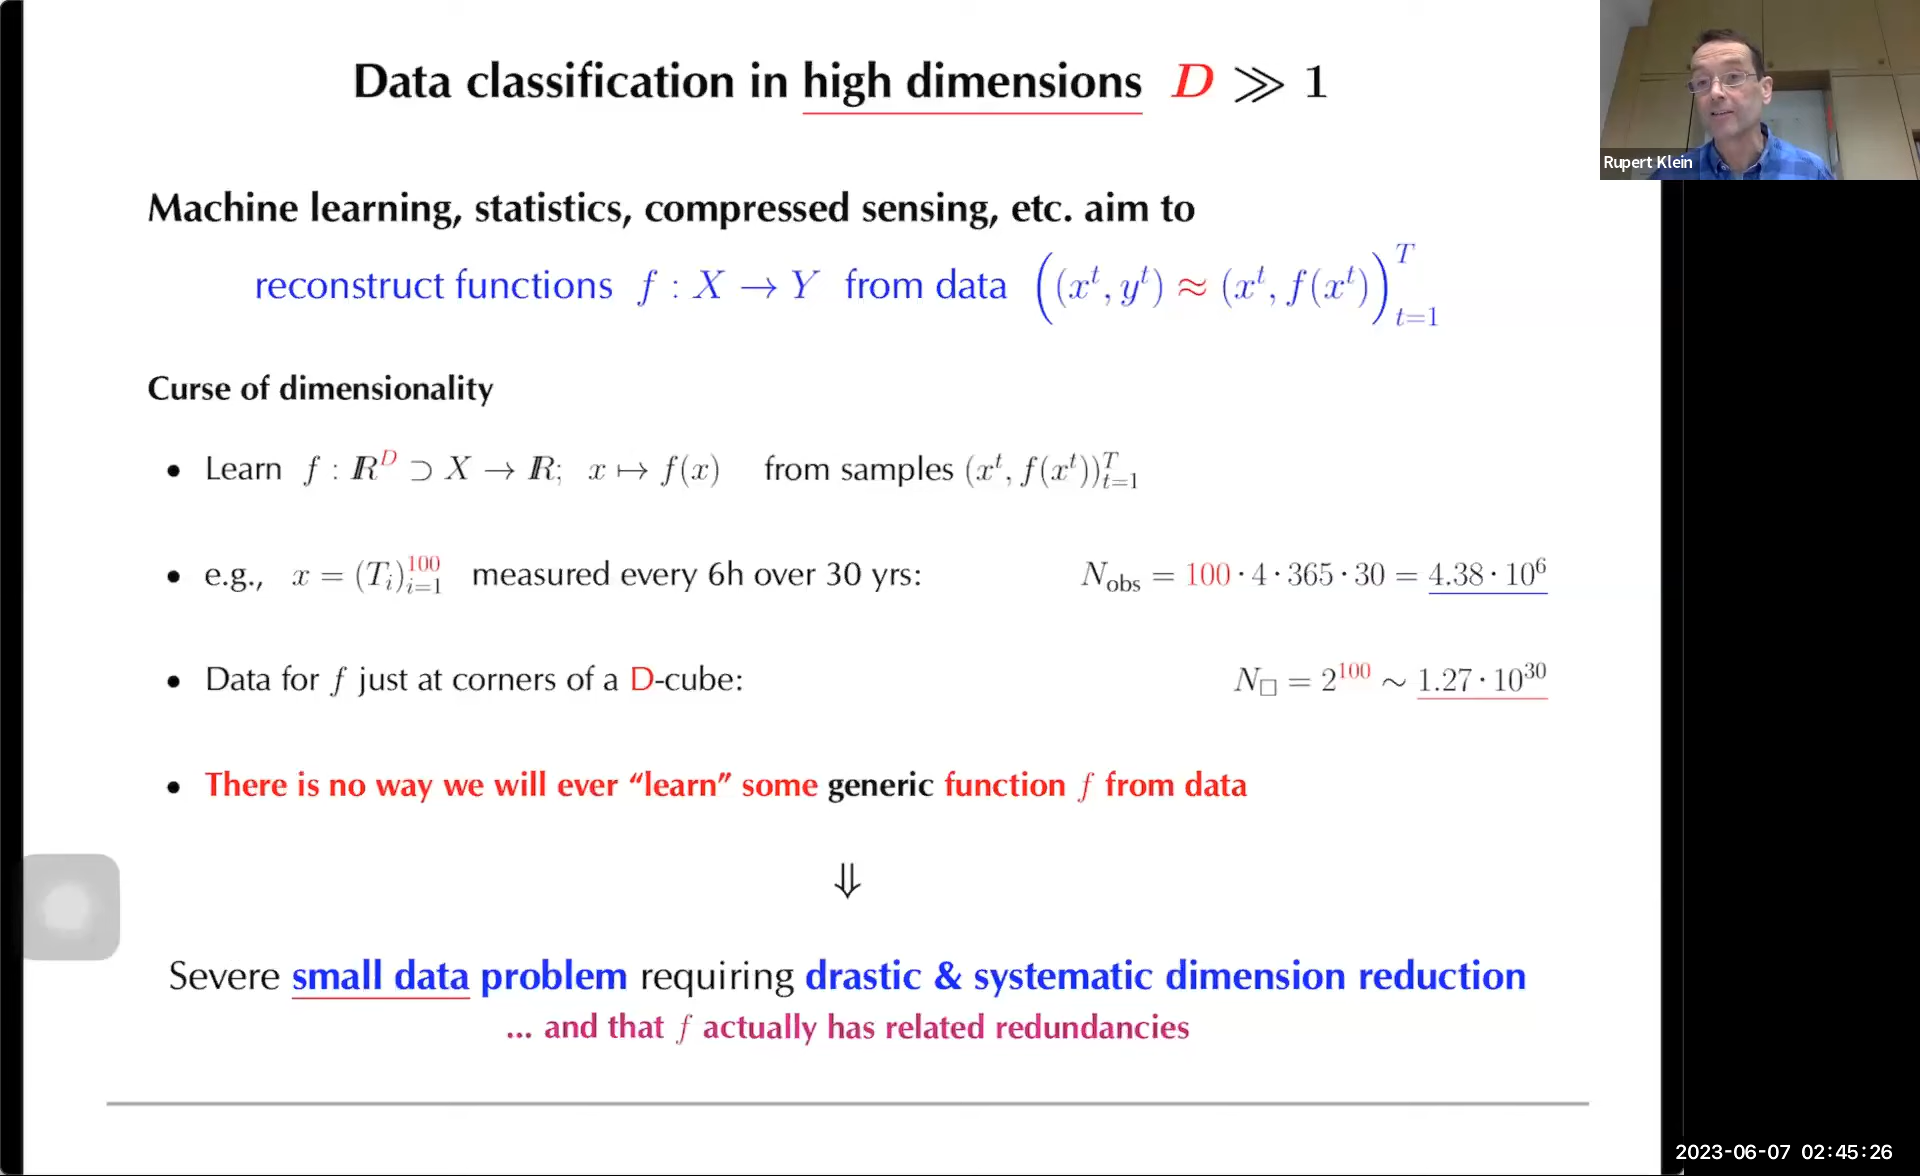 Data classification in high dimensions D ≫ 1
Rupert Klein
Machine learning, statistics, compressed sensing, etc. aim to
reconstruct functions f : X → Y from data ((x^t, y^t) ≈ (x^t, f(x^t))_{t=1}^T
Curse of dimensionality
• Learn f : ℝ^D ⊃ X → ℝ; x ↦ f(x) from samples (x^t, f(x^t))_{t=1}^T
• e.g., x = (T_i)_{i=1}^{100} measured every 6h over 30 yrs: N_obs = 100 · 4 · 365 · 30 = 4.38 · 10^6
• Data for f just at corners of a D-cube: N_□ = 2^{100} ∼ 1.27 · 10^{30}
• There is no way we will ever “learn” some generic function f from data
⇓
Severe small data problem requiring drastic & systematic dimension reduction
... and that f actually has related redundancies
2023-06-07 02:45:26